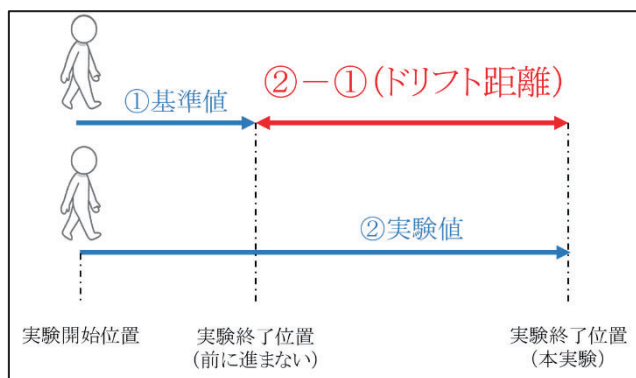 ①基準値
②－①(ドリフト距離)
②実験値
実験開始位置
実験終了位置
(前に進まない)
実験終了位置
(本実験)